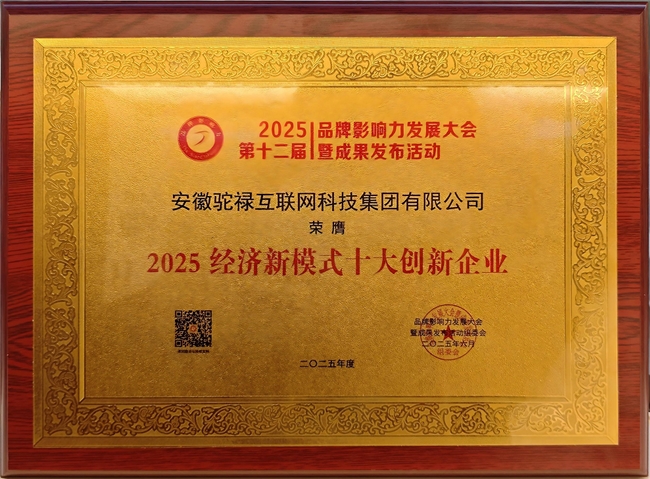 2025 品牌影响力发展大会
第十二届 暨成果发布活动
安徽驼禄互联网科技集团有限公司
荣膺
2025 经济新模式十大创新企业
品牌影响力发展大会
暨成果发布活动组委会
二〇二五年六月
组委会
二〇二五年度